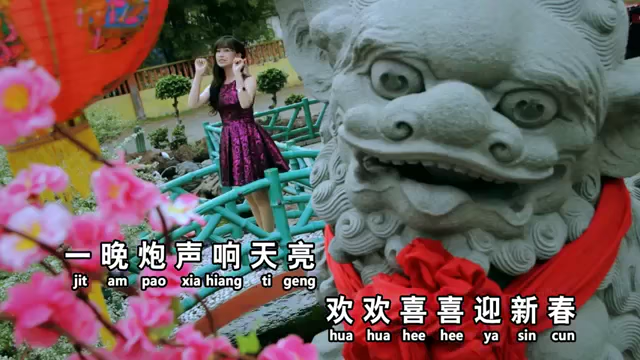 一晚炮声响天亮
jit am pao xia hiang ti geng
欢欢喜喜迎新春
hua hua hee hee ya sin cun